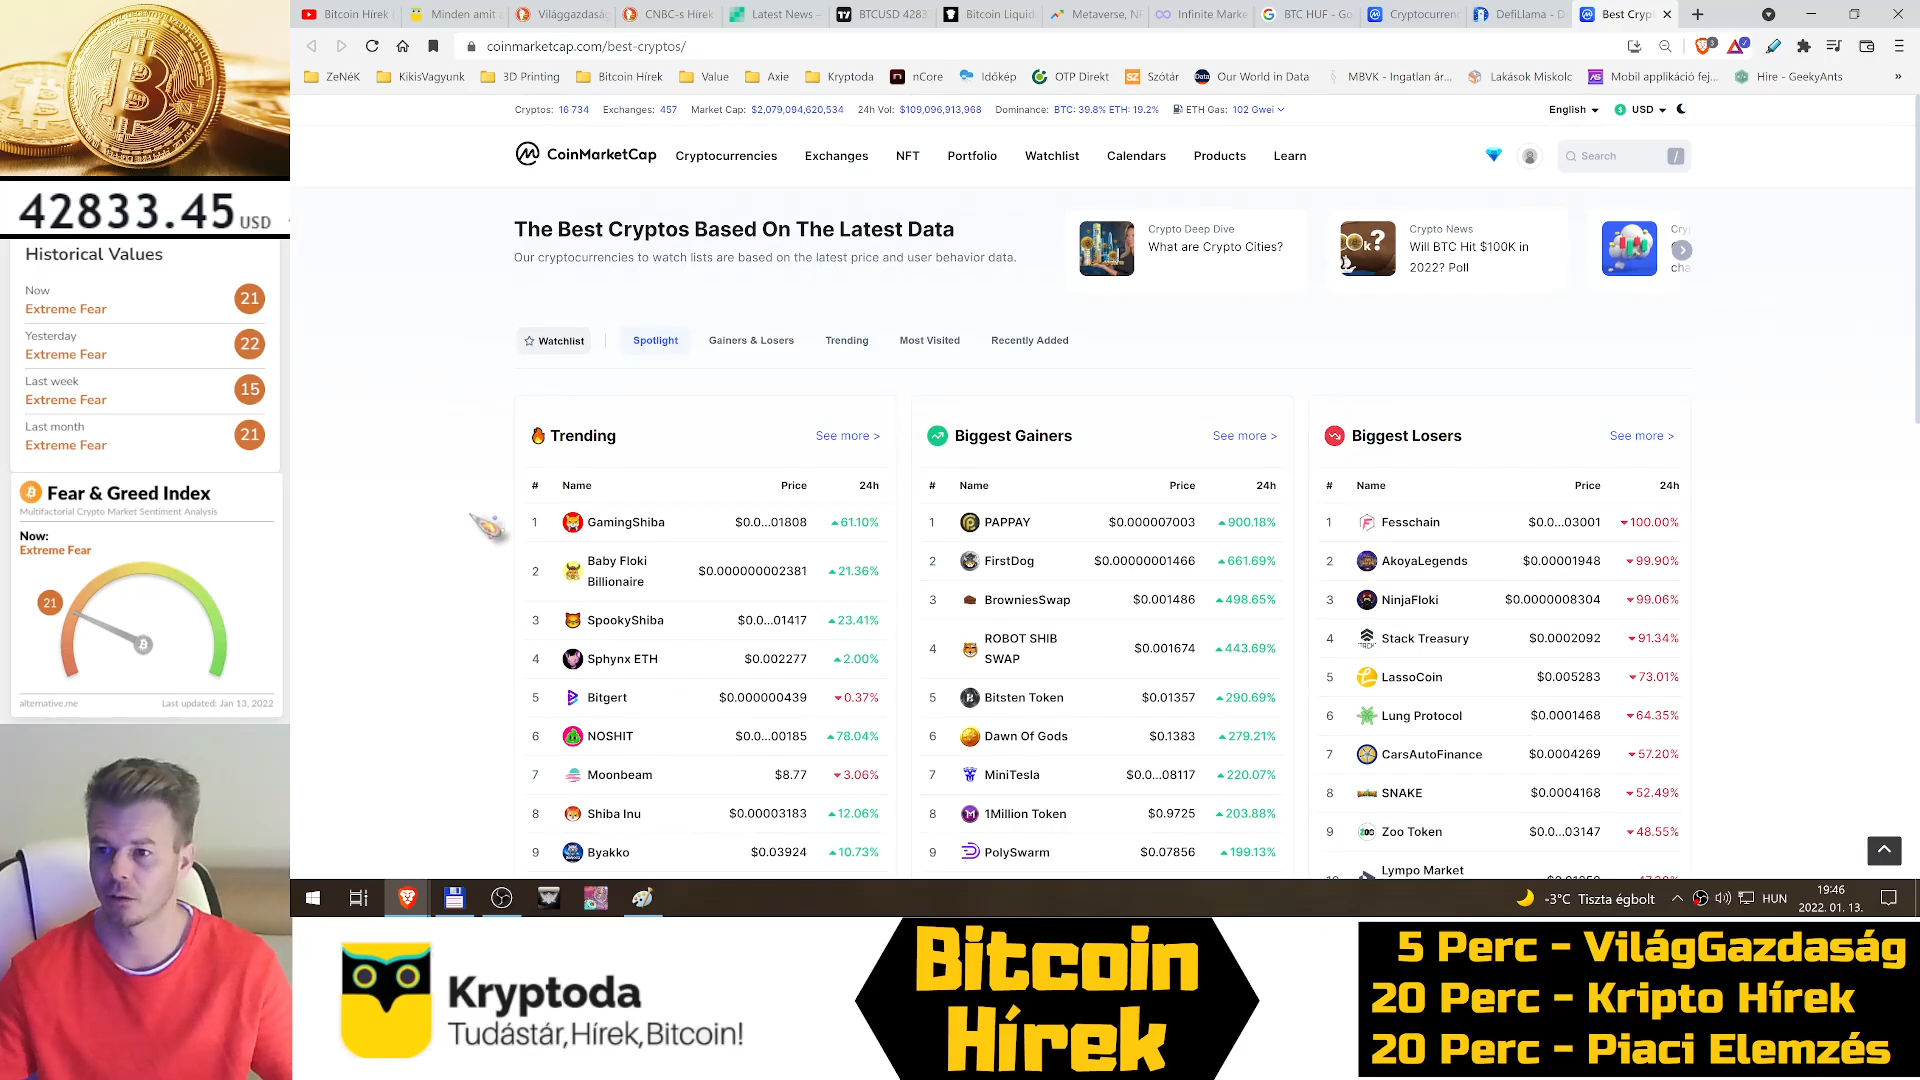 Bitcoin Hírek
Minden amit
Világgazdaság
CNBC-s Hírek
Latest News –
BTCUSD 4283
Bitcoin Liquid
Metaverse, NF
Infinite Marke
BTC HUF - Go
Cryptocurren
DefiLlama - D
Best Cryp
coinmarketcap.com/best-cryptos/
ZeNéK
KikisVagyunk
3D Printing
Bitcoin Hírek
Value
Axie
Kryptoda
nCore
Időkép
OTP Direkt
SZ Szótár
Our World in Data
MBVK - Ingatlan ár...
Lakások Miskolc
Mobil applikáció fej...
Hire - GeekyAnts
»
Cryptos: 16 734 Exchanges: 457 Market Cap: $2,079,094,620,534 24h Vol: $109,096,913,968 Dominance: BTC: 39.8% ETH: 19.2% ETH Gas: 102 Gwei
English USD
CoinMarketCap Cryptocurrencies Exchanges NFT Portfolio Watchlist Calendars Products Learn Search /
The Best Cryptos Based On The Latest Data
Our cryptocurrencies to watch lists are based on the latest price and user behavior data.
Crypto Deep Dive
What are Crypto Cities?
Crypto News
Will BTC Hit $100K in
2022? Poll
Cry
cha
Watchlist Spotlight Gainers & Losers Trending Most Visited Recently Added
Trending See more >
# Name Price 24h
1 GamingShiba $0.0...01808 61.10%
2 Baby Floki
Billionaire $0.000000002381 21.36%
3 SpookyShiba $0.0...01417 23.41%
4 Sphynx ETH $0.002277 2.00%
5 Bitgert $0.000000439 0.37%
6 NOSHIT $0.0...00185 78.04%
7 Moonbeam $8.77 3.06%
8 Shiba Inu $0.00003183 12.06%
9 Byakko $0.03924 10.73%
Biggest Gainers See more >
# Name Price 24h
1 PAPPAY $0.000007003 900.18%
2 FirstDog $0.00000001466 661.69%
3 BrowniesSwap $0.001486 498.65%
4 ROBOT SHIB
SWAP $0.001674 443.69%
5 Bitsten Token $0.01357 290.69%
6 Dawn Of Gods $0.1383 279.21%
7 MiniTesla $0.0...08117 220.07%
8 1Million Token $0.9725 203.88%
9 PolySwarm $0.07856 199.13%
Biggest Losers See more >
# Name Price 24h
1 Fesschain $0.0...03001 100.00%
2 AkoyaLegends $0.00001948 99.90%
3 NinjaFloki $0.0000008304 99.06%
4 Stack Treasury $0.0002092 91.34%
5 LassoCoin $0.005283 73.01%
6 Lung Protocol $0.0001468 64.35%
7 CarsAutoFinance $0.0004269 57.20%
8 SNAKE $0.0004168 52.49%
9 Zoo Token $0.0...03147 48.55%
Lympo Market
42833.45 USD
Historical Values
Now
Extreme Fear 21
Yesterday
Extreme Fear 22
Last week
Extreme Fear 15
Last month
Extreme Fear 21
Fear & Greed Index
Multifactorial Crypto Market Sentiment Analysis
Now:
Extreme Fear
21
alternative.me Last updated: Jan 13, 2022
-3°C Tiszta égbolt
HUN
19:46
2022. 01. 13.
Kryptoda
Tudástár,Hírek,Bitcoin!
Bitcoin
Hírek
5 Perc - VilágGazdaság
20 Perc - Kripto Hírek
20 Perc - Piaci Elemzés